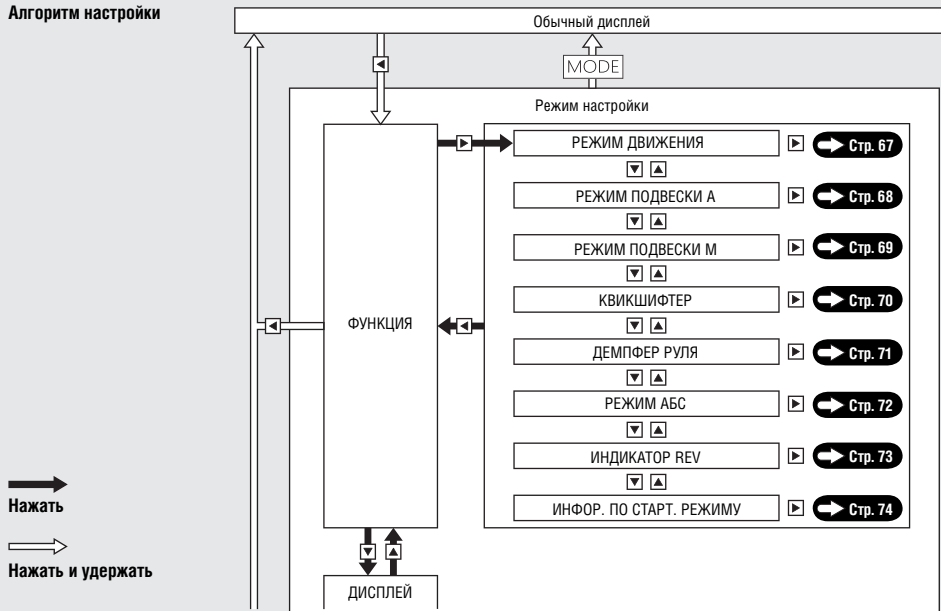 Алгоритм настройки
Обычный дисплей
MODE
Режим настройки
РЕЖИМ ДВИЖЕНИЯ
Стр. 67
РЕЖИМ ПОДВЕСКИ A
Стр. 68
РЕЖИМ ПОДВЕСКИ M
Стр. 69
КВИКШИФТЕР
Стр. 70
ФУНКЦИЯ
ДЕМПФЕР РУЛЯ
Стр. 71
РЕЖИМ АБС
Стр. 72
ИНДИКАТОР REV
Стр. 73
ИНФОР. ПО СТАРТ. РЕЖИМУ
Стр. 74
Нажать
Нажать и удержать
ДИСПЛЕЙ